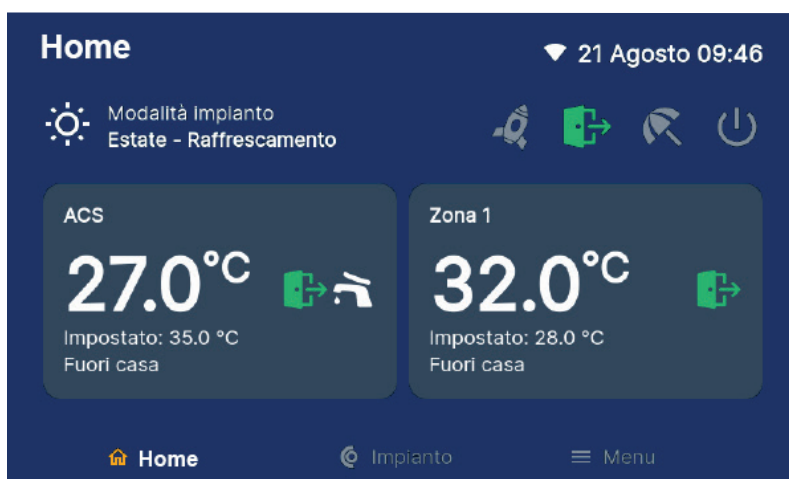 Home
21 Agosto 09:46
Modalità Impianto
Estate - Raffrescamento
ACS
27.0°C
Impostato: 35.0 °C
Fuori casa
Zona 1
32.0°C
Impostato: 28.0 °C
Fuori casa
Home
Impianto
Menu